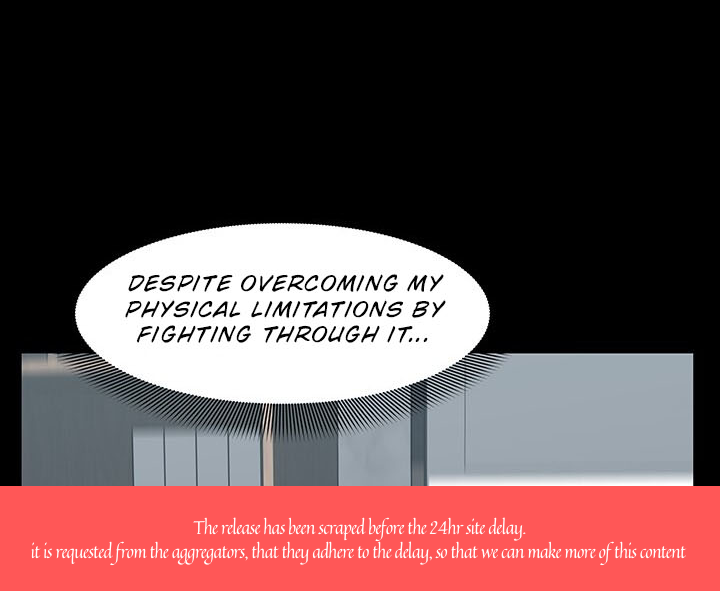 DESPITE OVERCOMING MY
PHYSICAL LIMITATIONS BY
FIGHTING THROUGH IT...
The release has been scraped before the 24hr site delay.
it is requested from the aggregators, that they adhere to the delay, so that we can make more of this content